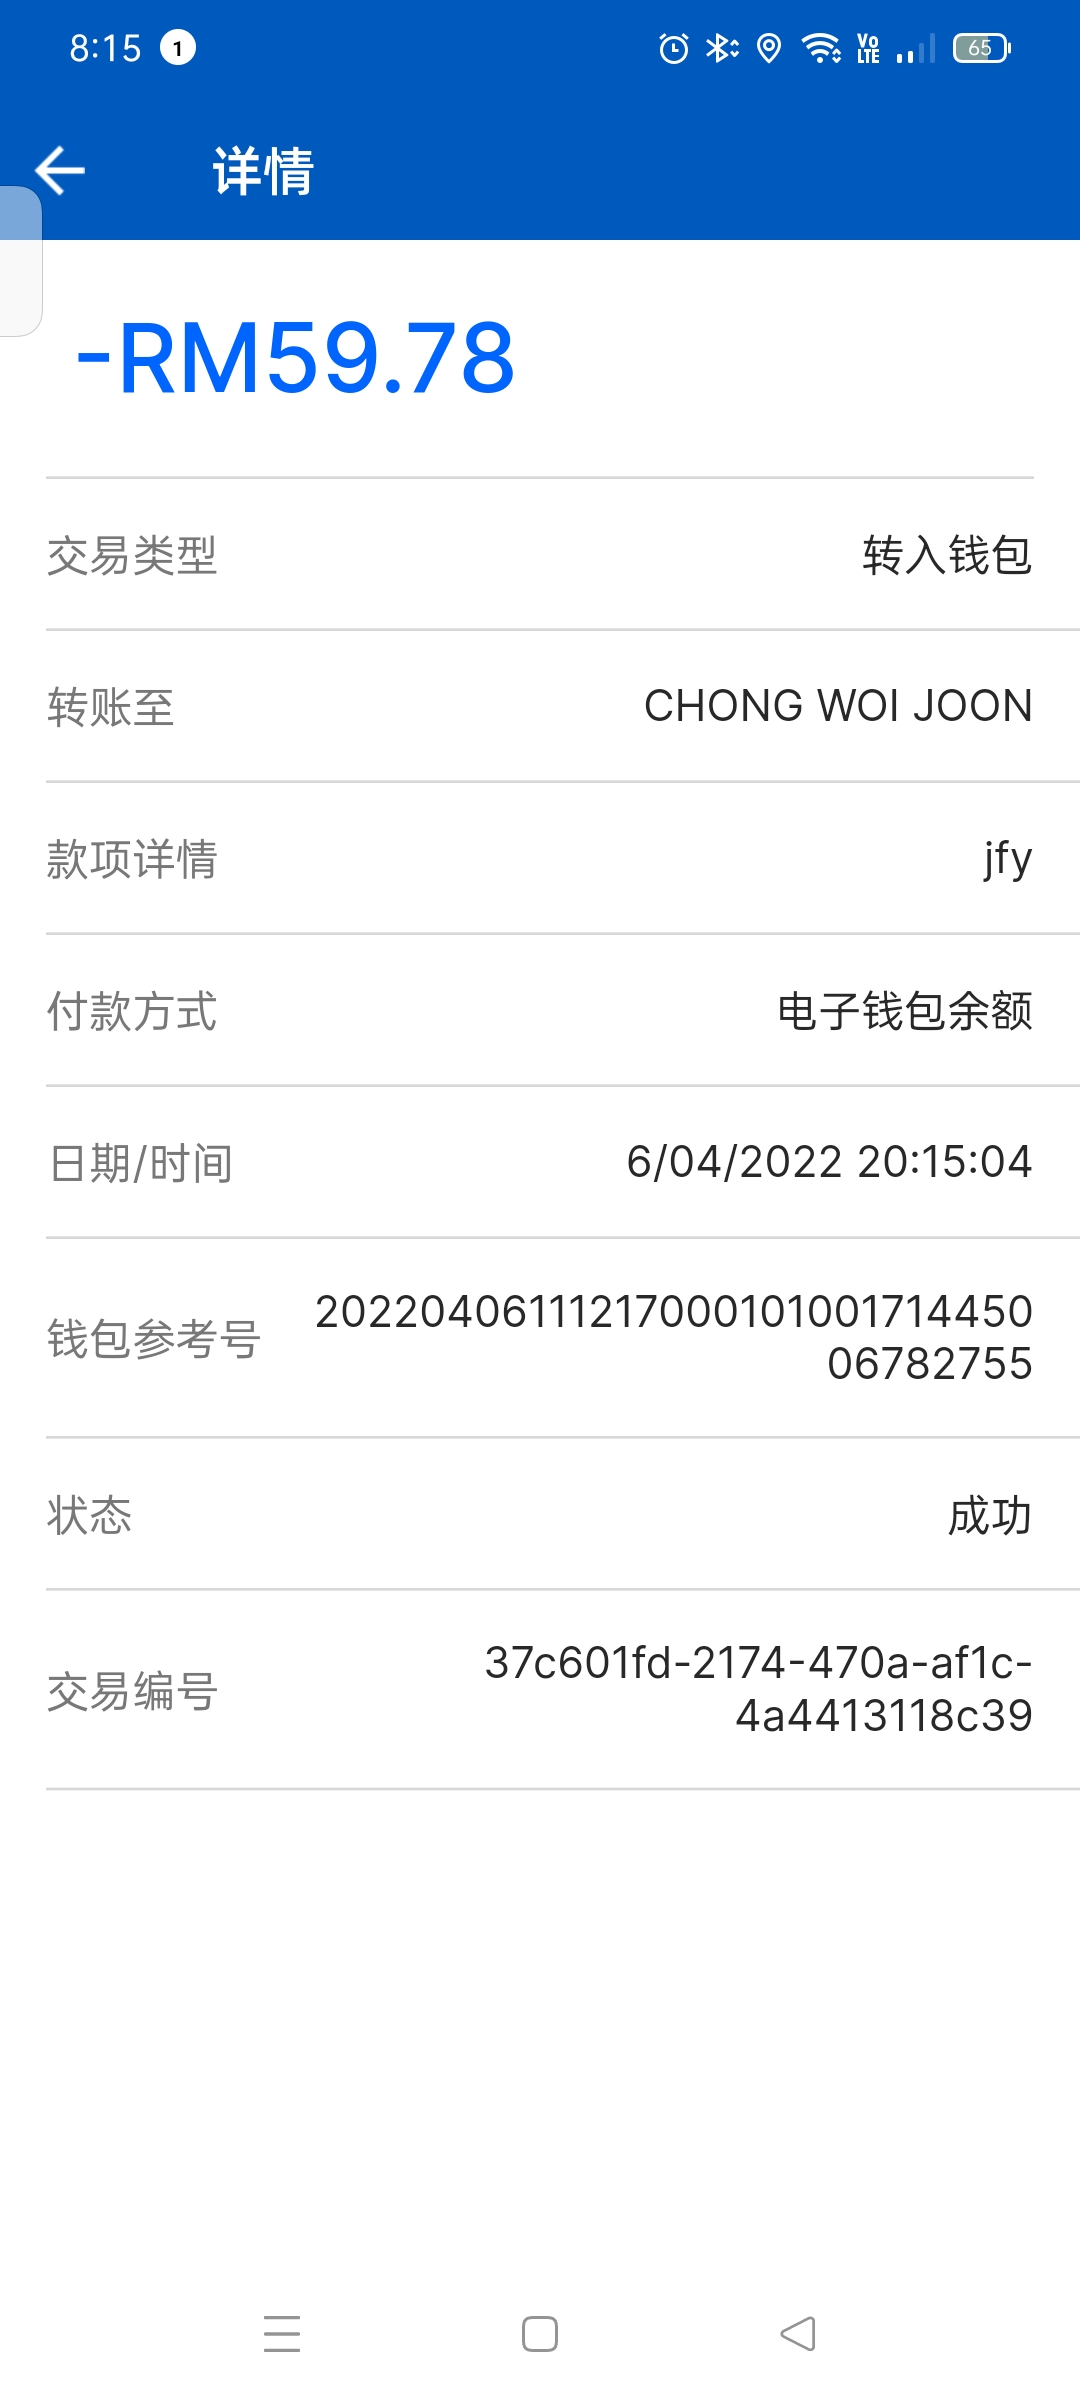 8:15 1 Vo LTE 65
详情
-RM59.78
交易类型 转入钱包
转账至 CHONG WOI JOON
款项详情 jfy
付款方式 电子钱包余额
日期/时间 6/04/2022 20:15:04
钱包参考号 20220406111217000101001714450
06782755
状态 成功
交易编号 37c601fd-2174-470a-af1c-
4a4413118c39